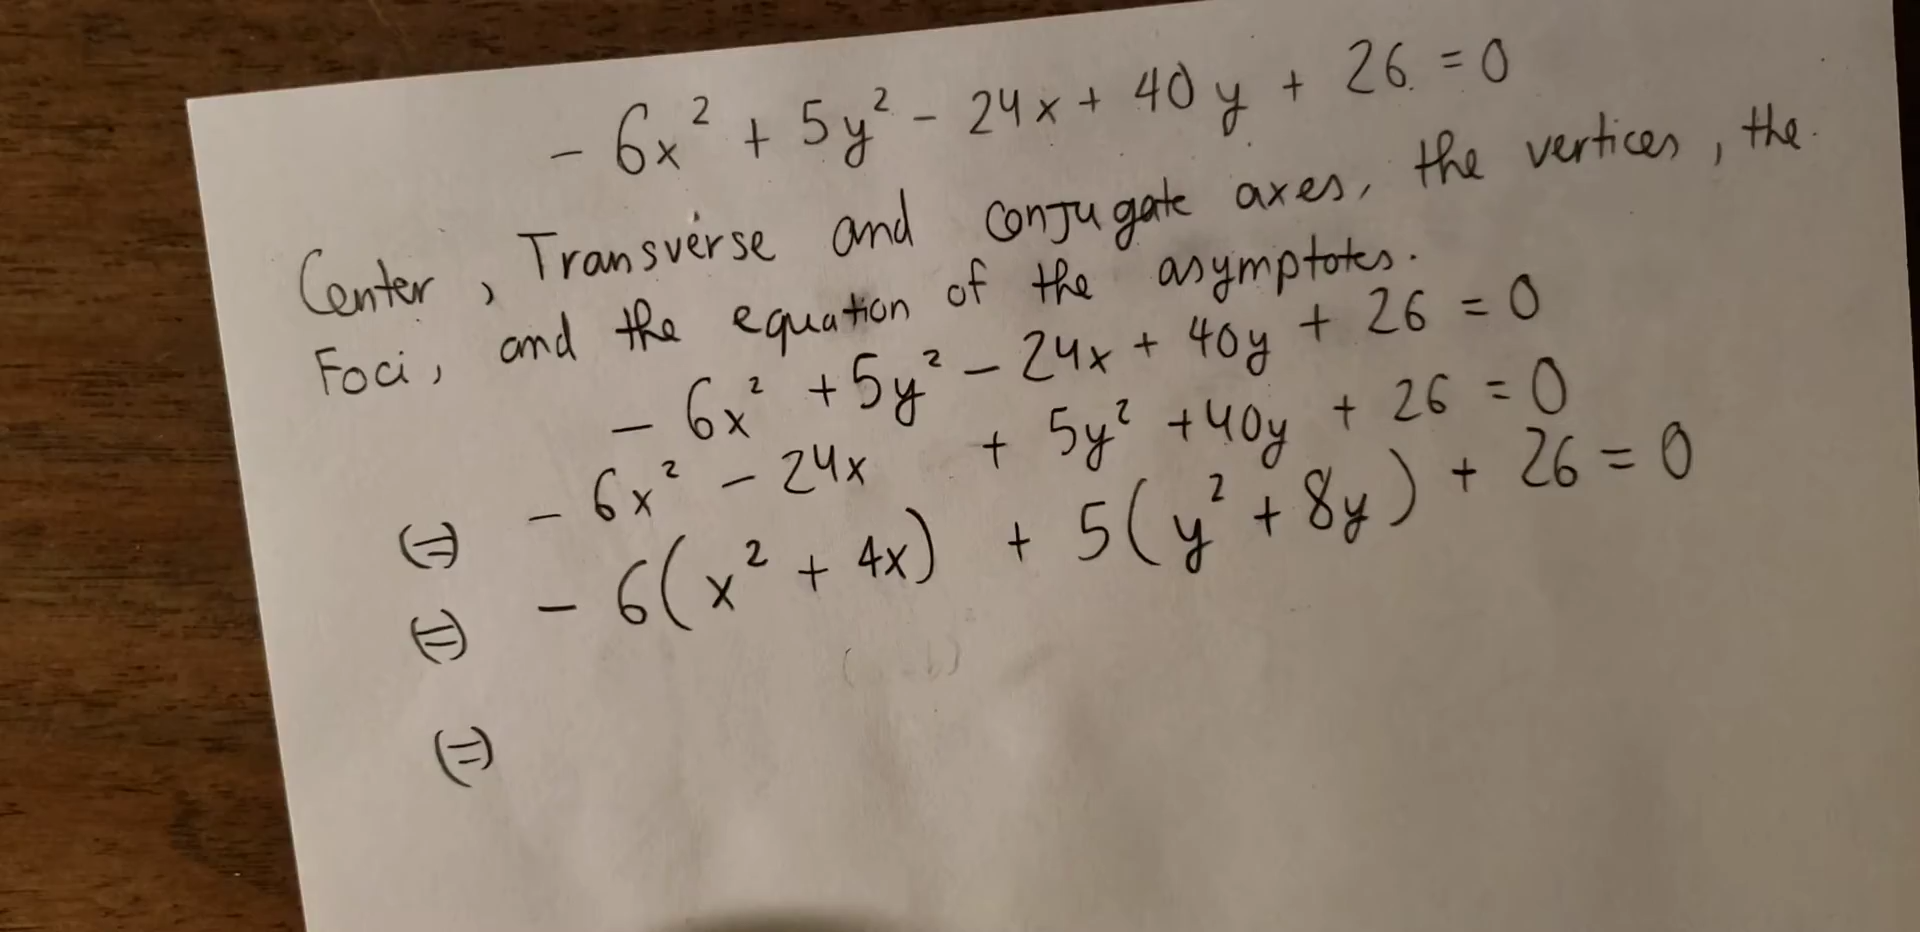 - 6x² + 5y² - 24x + 40y + 26 = 0
Center, Transverse and conjugate axes, the vertices, the
Foci, and the equation of the asymptotes.
- 6x² + 5y² - 24x + 40y + 26 = 0
(=) - 6x² - 24x + 5y² + 40y + 26 = 0
(=) - 6(x² + 4x) + 5(y² + 8y) + 26 = 0
(=)